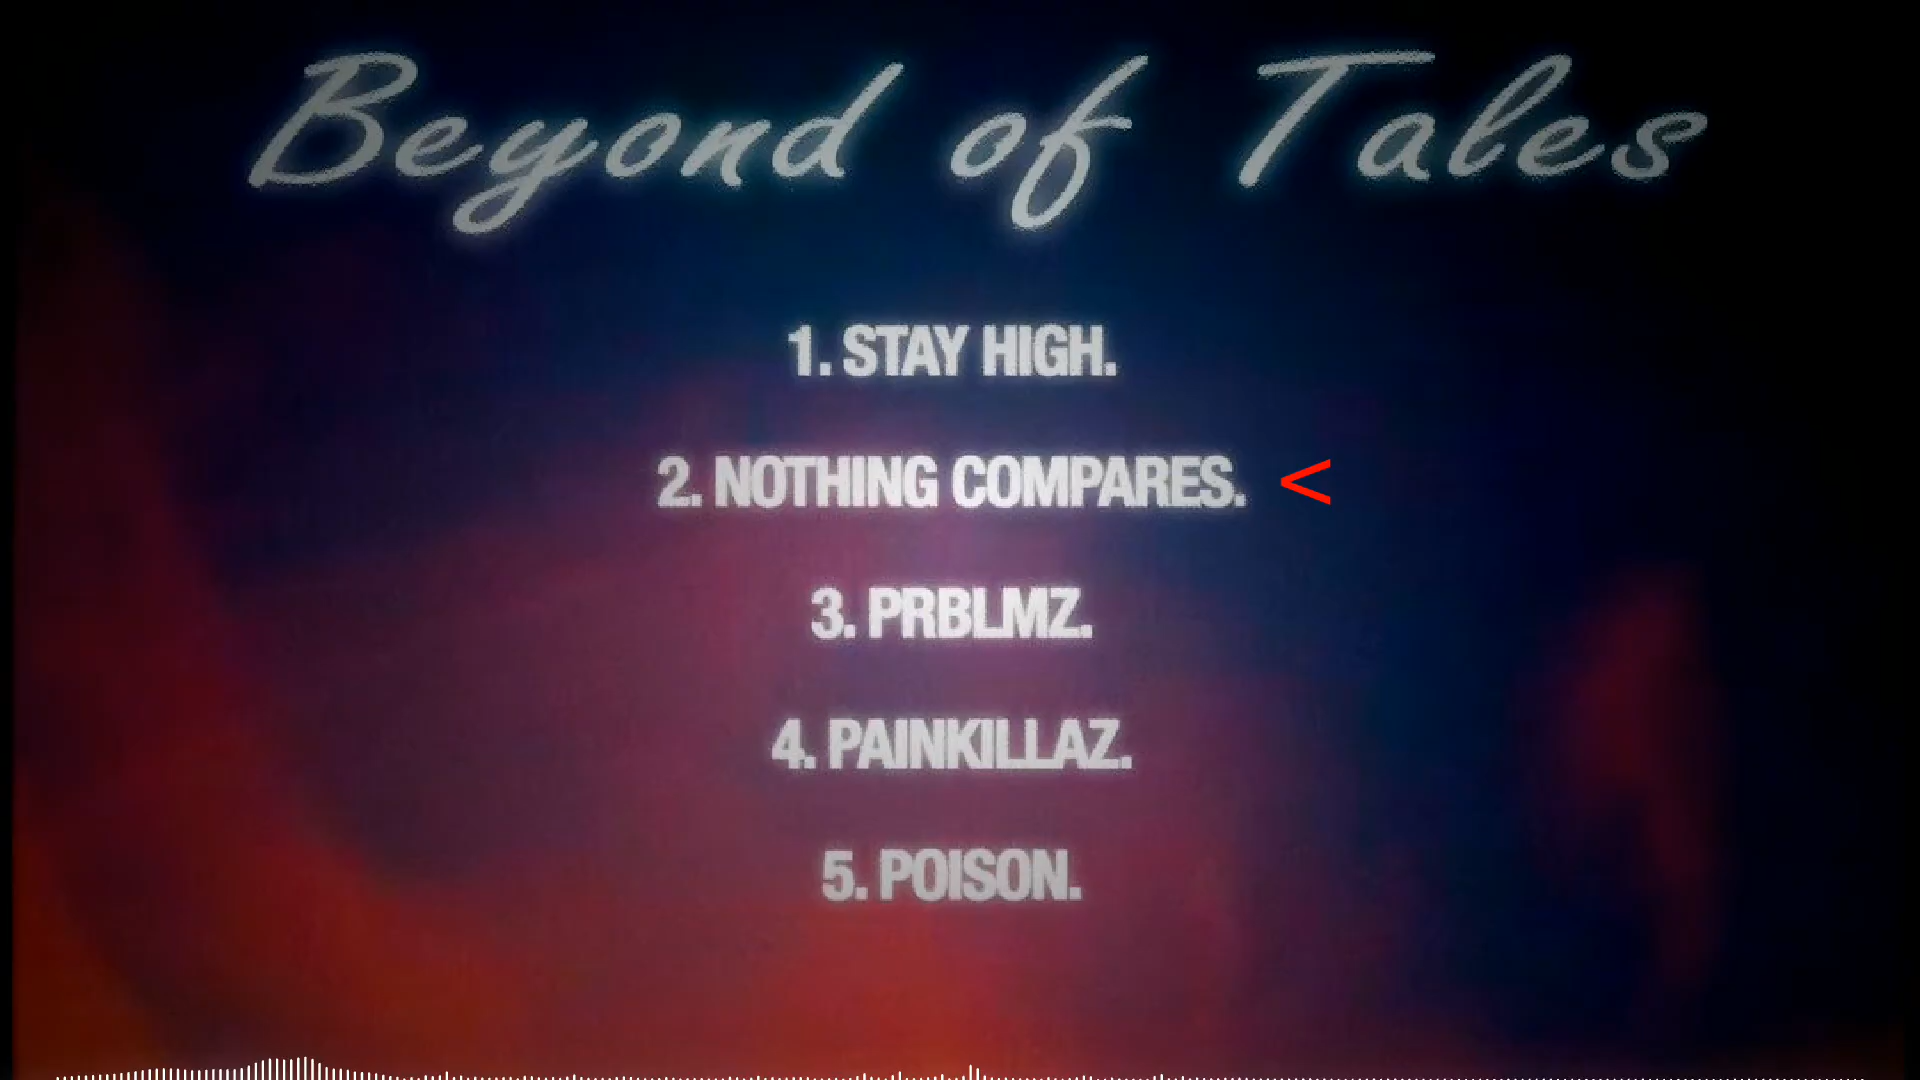 Beyond of Tales
1. STAY HIGH.
2. NOTHING COMPARES. <
3. PRBLMZ.
4. PAINKILLAZ.
5. POISON.